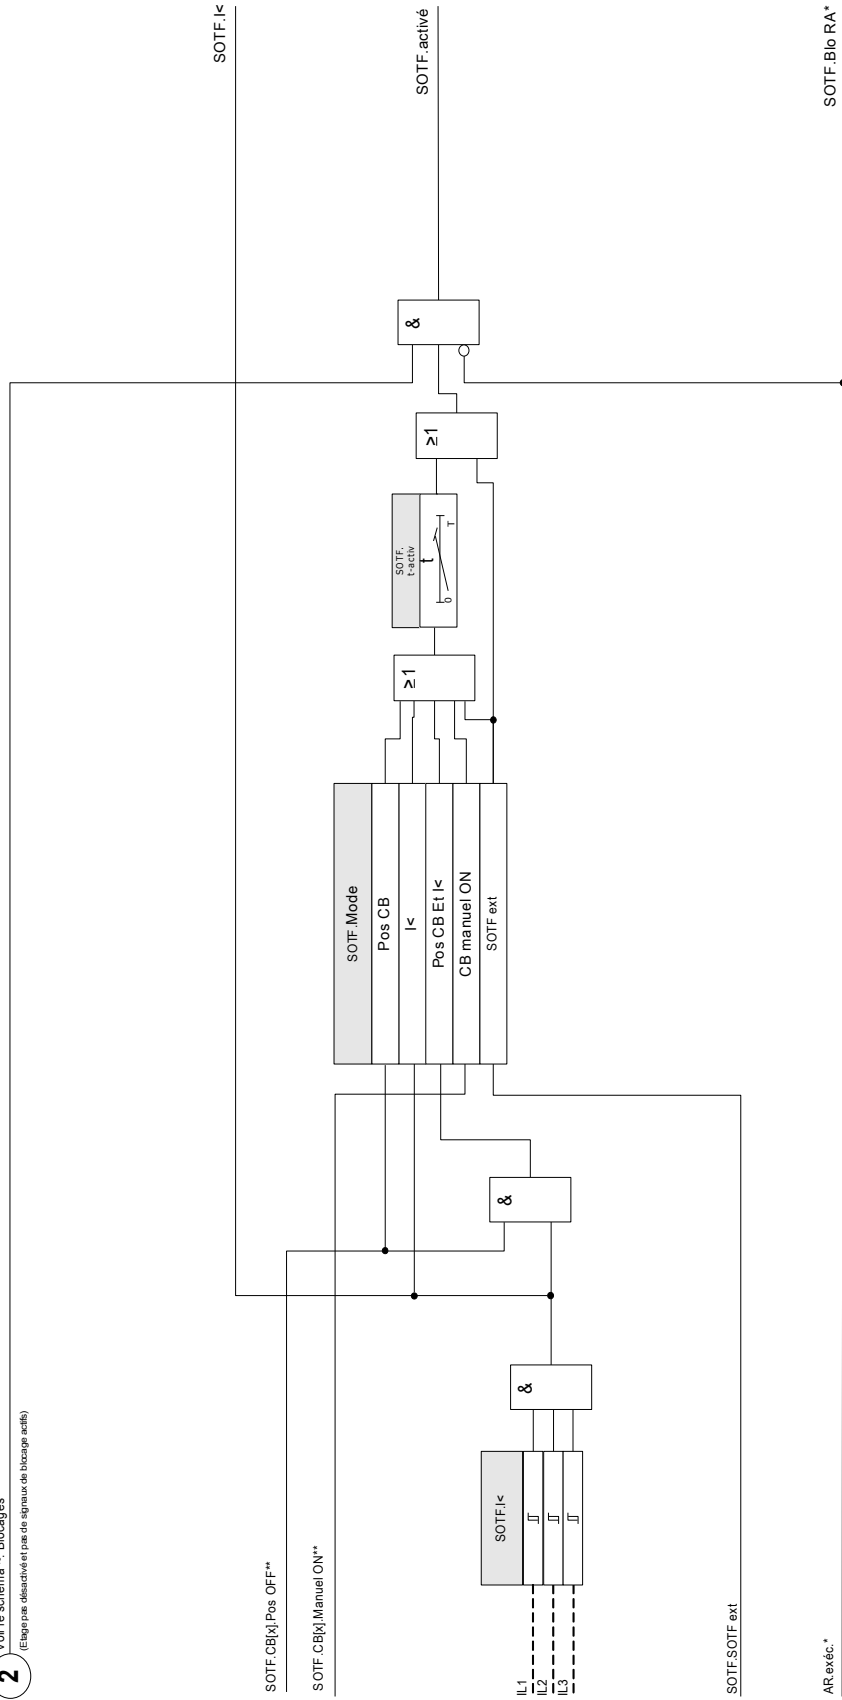 2
Voir le schéma
Blocages
(Etage pas désactivé et pas de signaux de blocage actifs)
SOTF.I<
SOTF.activé
SOTF.Blo RA*
&
≥1
SOTF.
t-activ
t
0
T
≥1
SOTF.Mode
Pos CB
I<
Pos CB Et I<
CB manuel ON
SOTF ext
&
&
SOTF.I<
SOTF.CB[x].Pos OFF**
SOTF.CB[x].Manuel ON**
IL1
IL2
IL3
SOTF.SOTF ext
AR.exéc.*